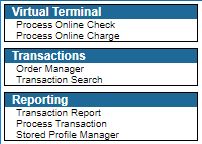 Virtual Terminal
Process Online Check
Process Online Charge
Transactions
Order Manager
Transaction Search
Reporting
Transaction Report
Process Transaction
Stored Profile Manager